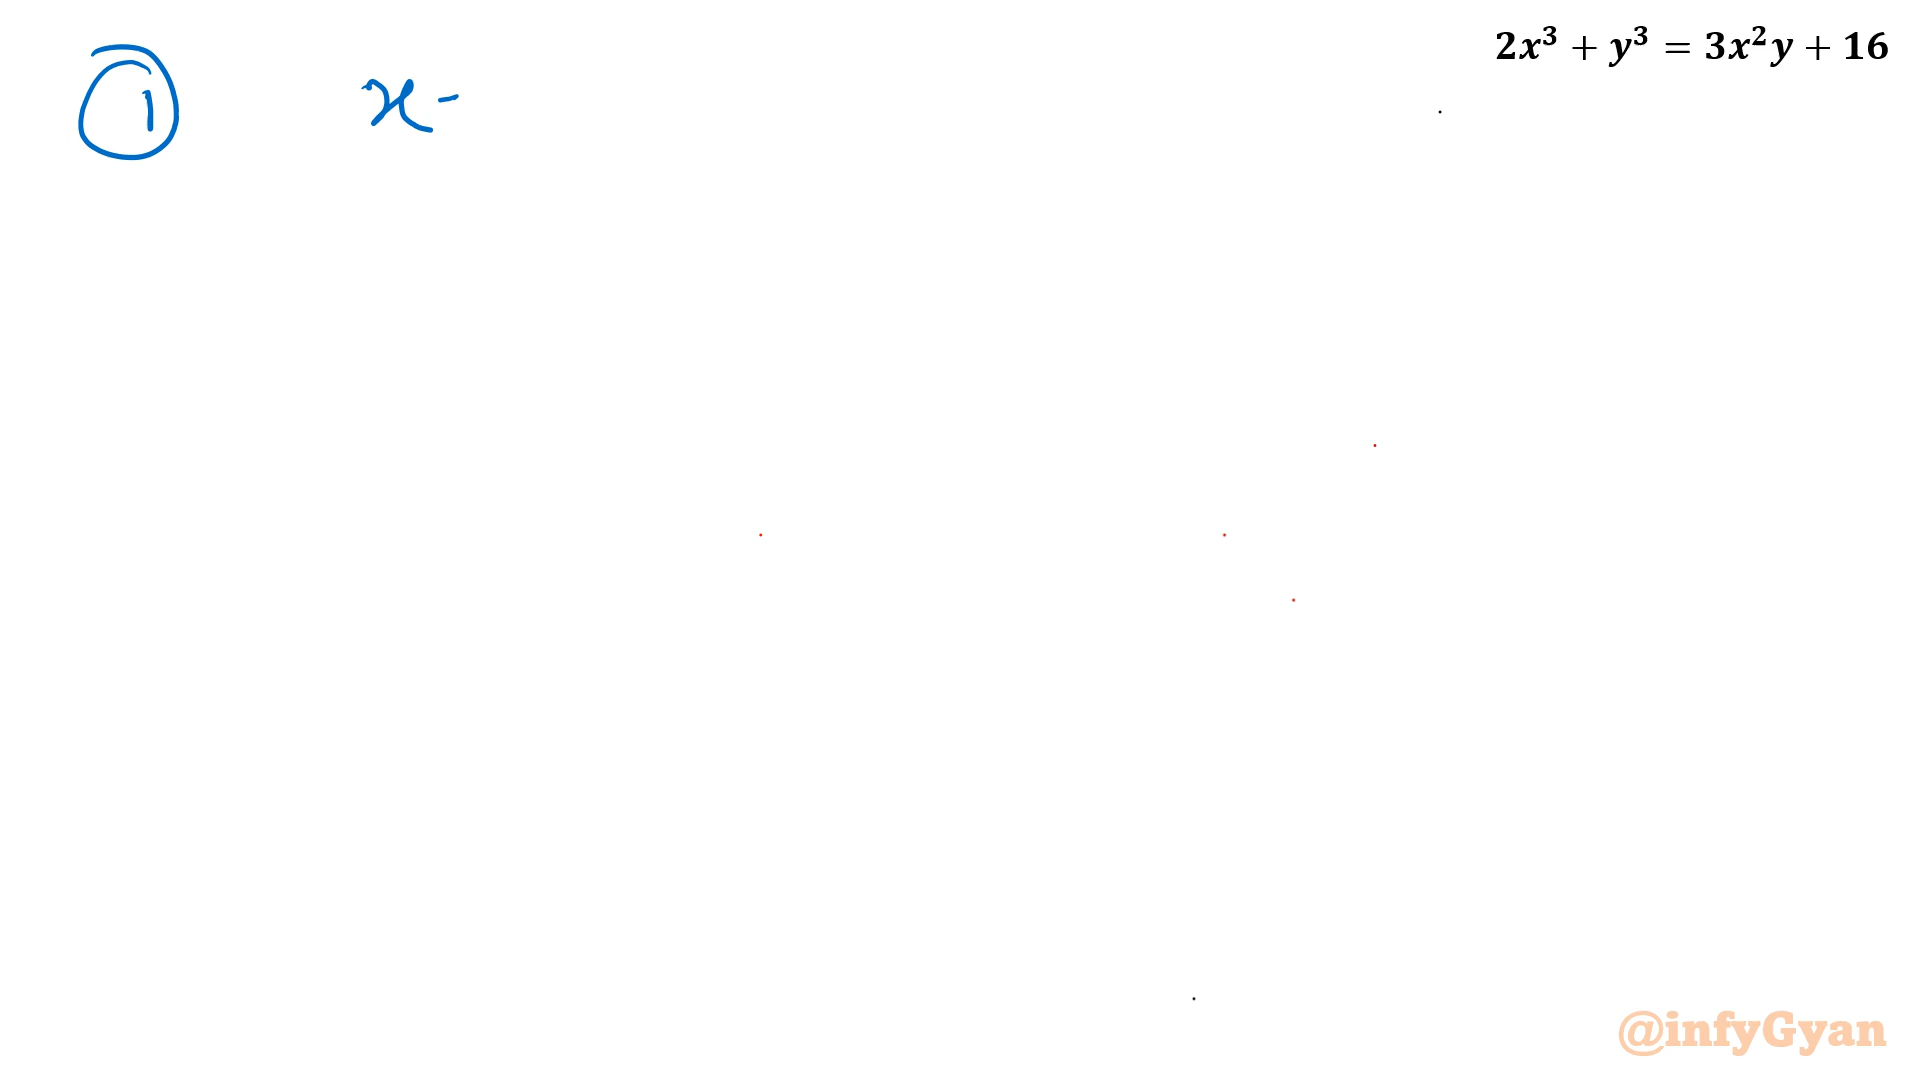 2x³ + y³ = 3x²y + 16
① x-
@infyGyan